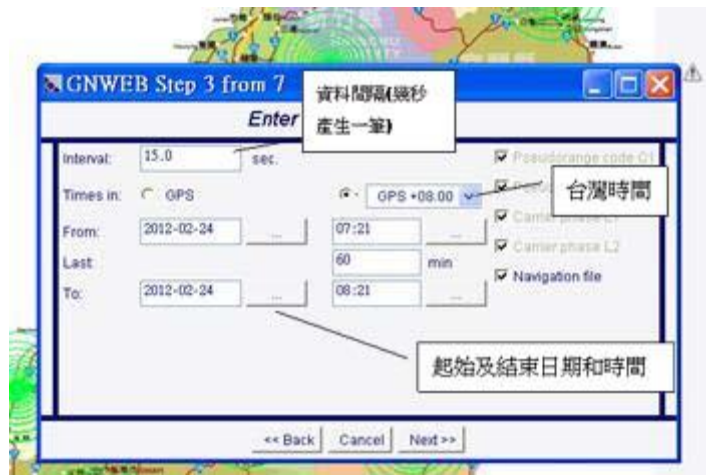 GNWEB Step 3 from 7
Enter
資料間隔(幾秒
產生一筆)
Interval: 15.0 sec.
Pseudorange code C1
Times in: GPS GPS +08.00
台灣時間
From: 2012-02-24 ... 07:21 ...
Carrier phase L1
Last: 60 min
Carrier phase L2
To: 2012-02-24 ... 08:21 ...
Navigation file
起始及結束日期和時間
<< Back Cancel Next >>